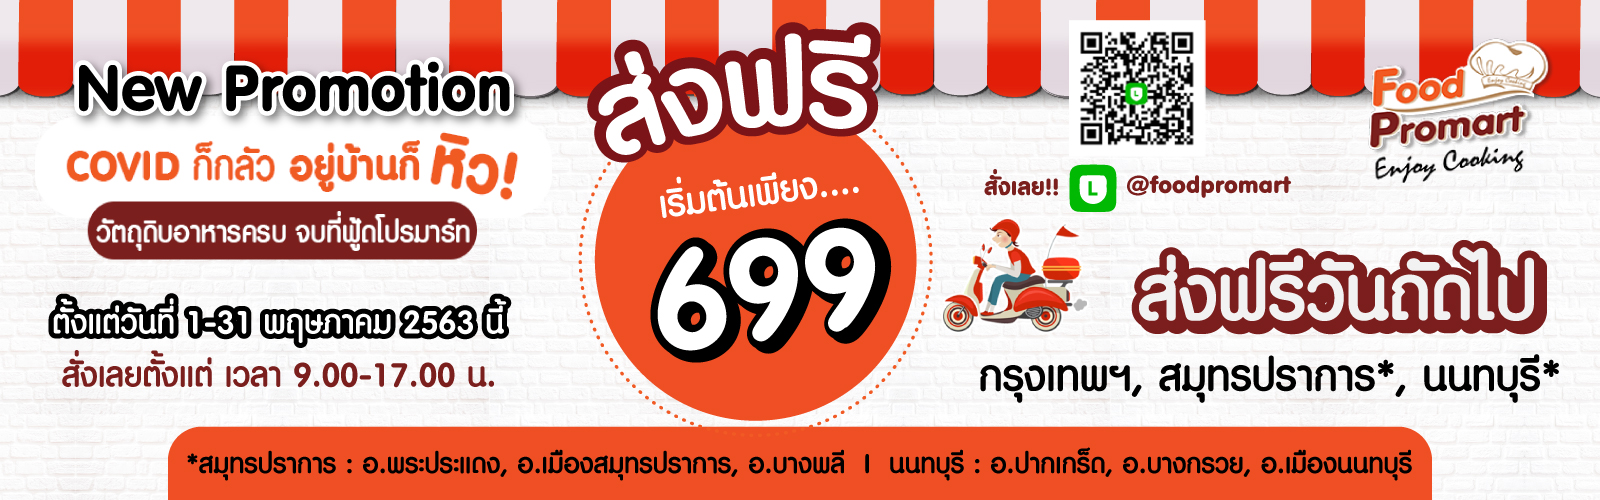 New Promotion
COVID ก็กลัว อยู่บ้านก็ หิว!
วัตถุดิบอาหารครบ จบที่ฟู้ดโปรมาร์ท
ตั้งแต่วันที่ 1-31 พฤษภาคม 2563 นี้
สั่งเลยตั้งแต่ เวลา 9.00-17.00 น.
ส่งฟรี
เริ่มต้นเพียง....
699
Enjoy Cooking
Food
Promart
Enjoy Cooking
สั่งเลย!! L @foodpromart
ส่งฟรีวันถัดไป
กรุงเทพฯ, สมุทรปราการ*, นนทบุรี*
*สมุทรปราการ : อ.พระประแดง, อ.เมืองสมุทรปราการ, อ.บางพลี I นนทบุรี : อ.ปากเกร็ด, อ.บางกรวย, อ.เมืองนนทบุรี